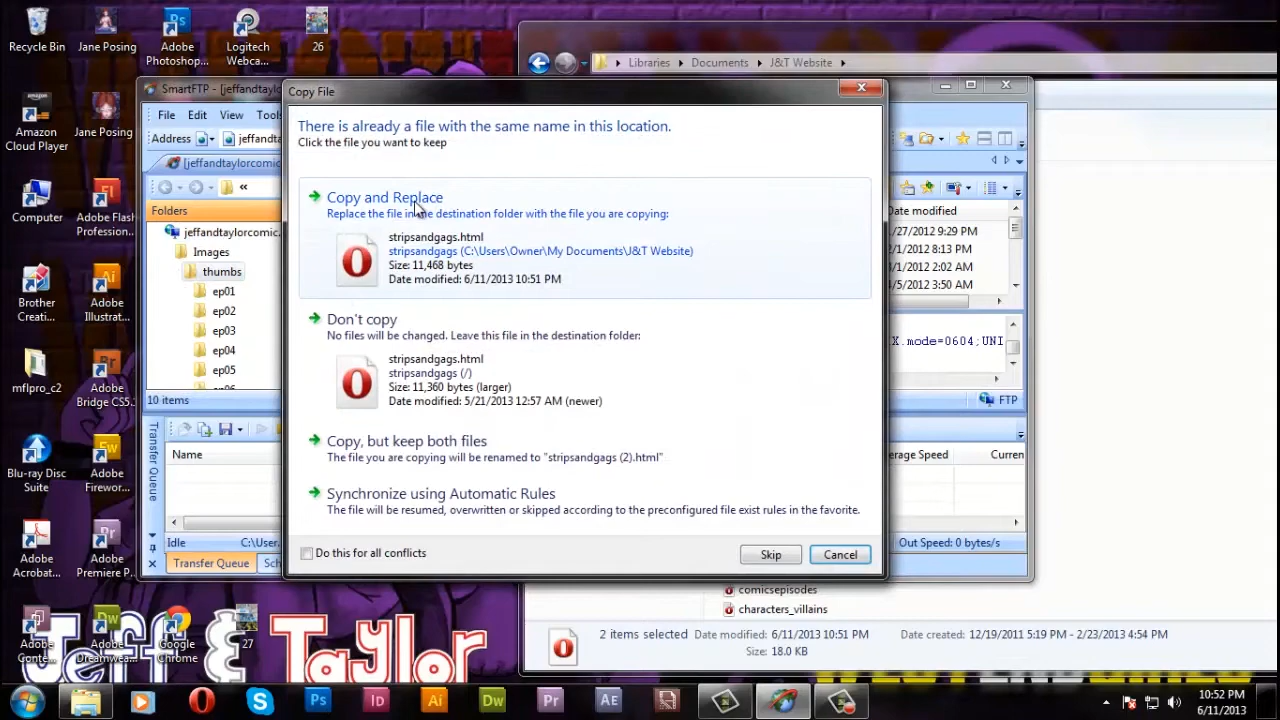 Recycle Bin
Jane Posing
Adobe
Photoshop...
Logitech
Webca...
26
Amazon
Cloud Player
Jane Posing
Computer
Adobe Flash
Profession...
Brother
Creati...
Adobe
Illustrat...
mflpro_c2
Adobe
Bridge CS5....
Blu-ray Disc
Suite
Adobe
Firewor...
Adobe
Acrobat...
Adobe
Premiere P...
Adobe
Conte...
Adobe
Dreamwea...
Google
Chrome
27
Jeff & Taylor
Libraries
Documents
J&T Website
SmartFTP - [jeffandtaylo
File
Edit
View
Tools
Address
jeffandta
[jeffandtaylorcomic
«
Folders
jeffandtaylorcomic.
Images
thumbs
ep01
ep02
ep03
ep04
ep05
10 items
Transfer Queue
Name
Idle
C:\User.
Transfer Queue
Sch
Copy File
There is already a file with the same name in this location.
Click the file you want to keep
Copy and Replace
Replace the file in the destination folder with the file you are copying:
stripsandgags.html
stripsandgags (C:\Users\Owner\My Documents\J&T Website)
Size: 11,468 bytes
Date modified: 6/11/2013 10:51 PM
Don't copy
No files will be changed. Leave this file in the destination folder:
stripsandgags.html
stripsandgags (/)
Size: 11,360 bytes (larger)
Date modified: 5/21/2013 12:57 AM (newer)
Copy, but keep both files
The file you are copying will be renamed to "stripsandgags (2).html"
Synchronize using Automatic Rules
The file will be resumed, overwritten or skipped according to the preconfigured file exist rules in the favorite.
Do this for all conflicts
Skip
Cancel
Date modified
/27/2012 9:29 PM
/1/2012 8:13 PM
/1/2012 2:02 AM
/4/2012 3:50 AM
X.mode=0604;UNI
FTP
erage Speed
Curren
Out Speed: 0 bytes/s
comicsepisodes
characters_villains
2 items selected
Date modified: 6/11/2013 10:51 PM
Date created: 12/19/2011 5:19 PM - 2/23/2013 4:54 PM
Size: 18.0 KB
10:52 PM
6/11/2013